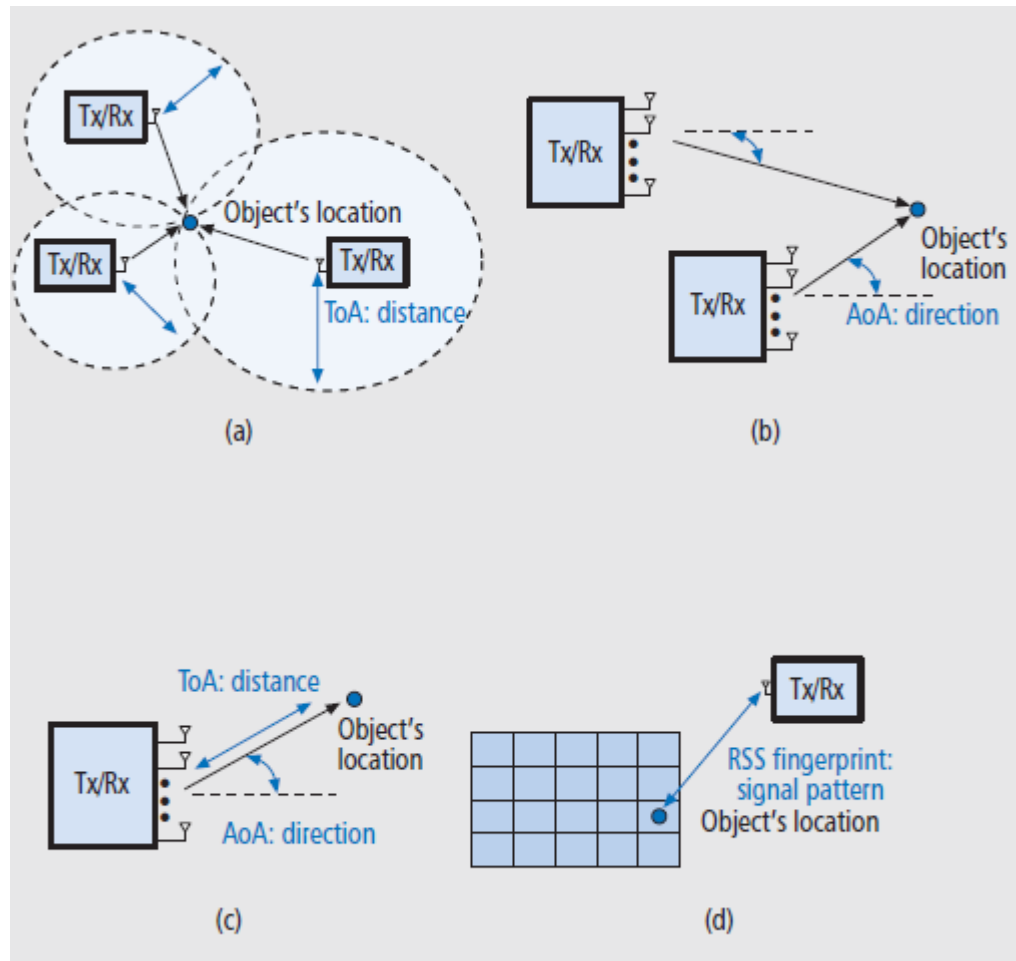 Tx/Rx
Object's location
Tx/Rx
Tx/Rx
ToA: distance
(a)
Tx/Rx
Object's
location
Tx/Rx
AoA: direction
(b)
ToA: distance
Object's
location
Tx/Rx
AoA: direction
(c)
Tx/Rx
RSS fingerprint:
signal pattern
Object's location
(d)